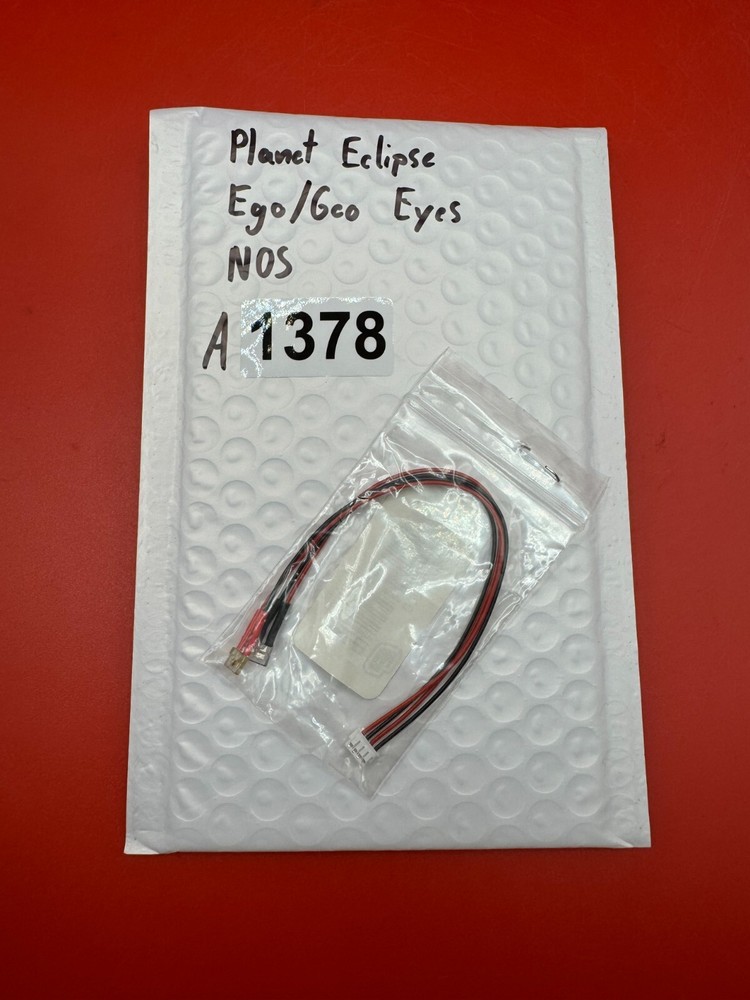 Planet Eclipse
Ego/Geo Eyes
NOS
A 1378